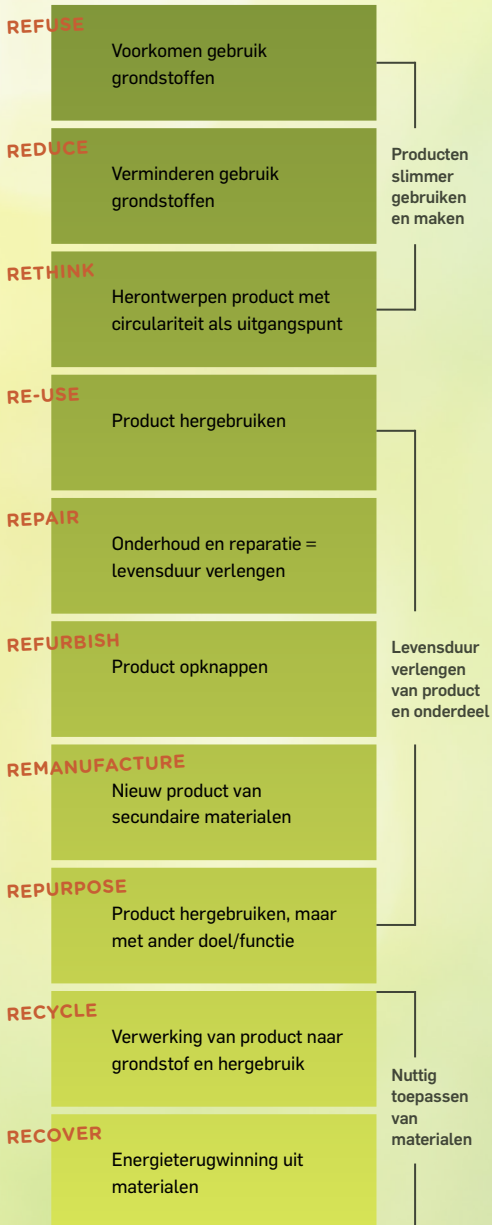 REFUSE
Voorkomen gebruik
grondstoffen
REDUCE
Verminderen gebruik
grondstoffen
Producten
slimmer
gebruiken
en maken
RETHINK
Herontwerpen product met
circulariteit als uitgangspunt
RE-USE
Product hergebruiken
REPAIR
Onderhoud en reparatie =
levensduur verlengen
REFURBISH
Product opknappen
Levensduur
verlengen
van product
en onderdeel
REMANUFACTURE
Nieuw product van
secundaire materialen
REPURPOSE
Product hergebruiken, maar
met ander doel/functie
RECYCLE
Verwerking van product naar
grondstof en hergebruik
Nuttig
toepassen
van
materialen
RECOVER
Energieterugwinning uit
materialen